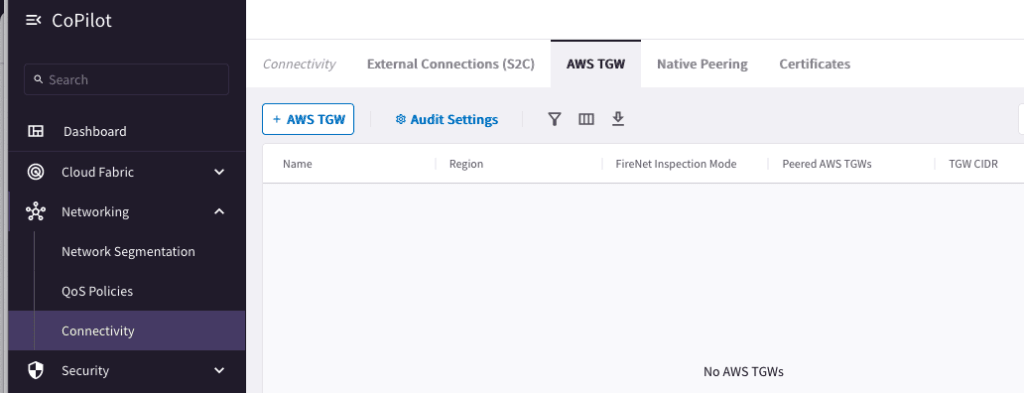 CoPilot
Search
Dashboard
Cloud Fabric
Networking
Network Segmentation
QoS Policies
Connectivity
Security
Connectivity External Connections (S2C) AWS TGW Native Peering Certificates
+ AWS TGW Audit Settings
Name Region FireNet Inspection Mode Peered AWS TGWs TGW CIDR
No AWS TGWs